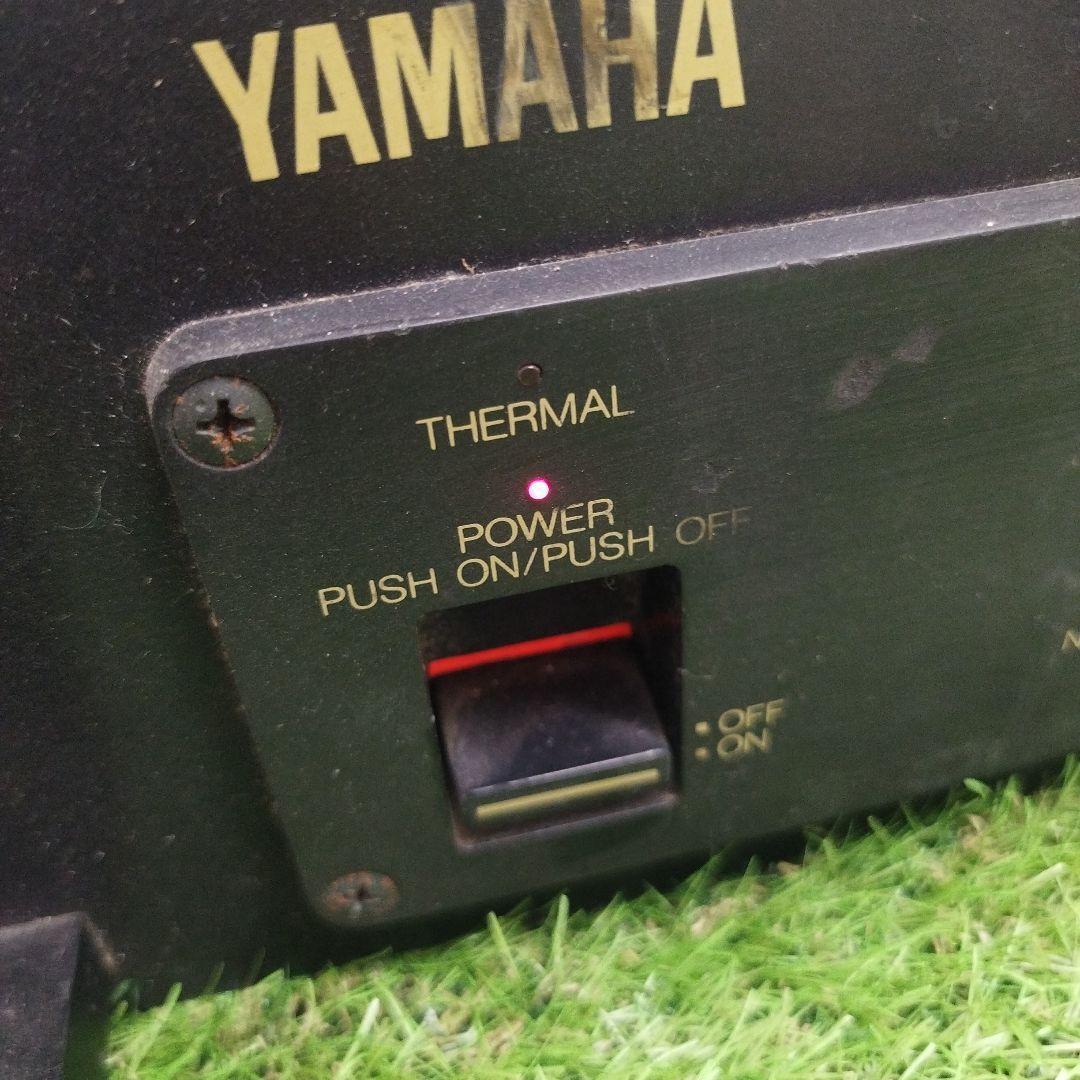 YAMAHA
THERMAL
POWER
PUSH ON/PUSH OFF
OFF
ON